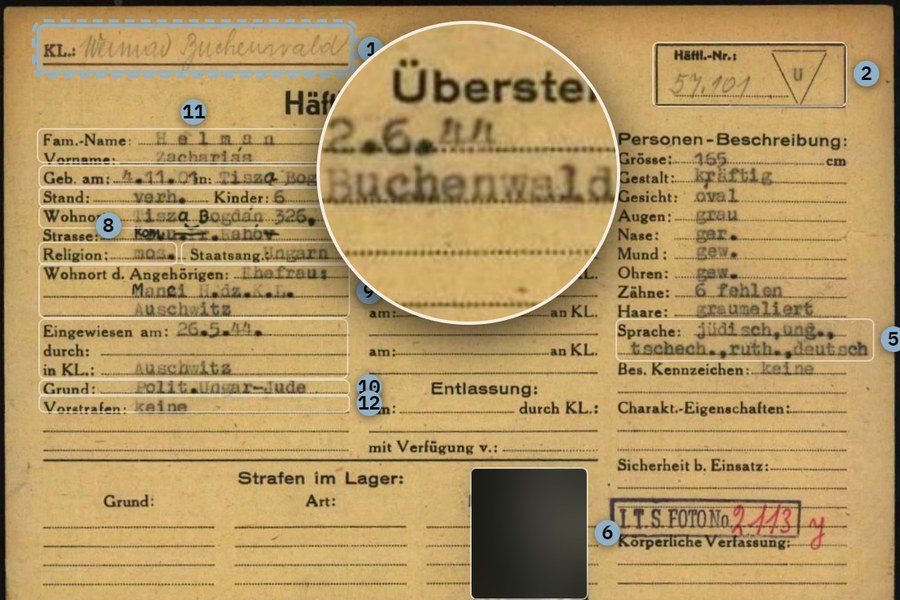 KL.: Weimar Buchenwald
1
Häftl.-Nr.:
57.101
U
2
11
Häf
Überste
2.6.44
Buchenwald
Fam.-Name: Helman
Vorname: Zacharias
Geb. am: 4.11.01 in: Tisza Bog
Stand: verh. Kinder: 6
Wohnor Tisza Bogdan 326.
8
Strasse: Kom.
Religion: mos. Staatsang. Ungarn
Wohnort d. Angehörigen: Ehefrau:
Manci H.dz.K.L.
Auschwitz
9
Eingewiesen am: 26.5.44.
durch:
in KL.: Auschwitz
Grund: Polit.Ungar-Jude
10
Vorstrafen: keine
12
KL.
am: an KL.
am: an KL.
Entlassung:
m: durch KL.:
mit Verfügung v.:
Personen-Beschreibung:
Grösse: 165 cm
Gestalt: kräftig
Gesicht: oval
Augen: grau
Nase: ger.
Mund: gew.
Ohren: gew.
Zähne: 6 fehlen
Haare: graumeliert
Sprache: jüdisch,ung.,
tschech.,ruth.,deutsch
5
Bes. Kennzeichen: keine
Charakt.-Eigenschaften:
Sicherheit b. Einsatz:
I.T.S. FOTO No. 2113 y
6
Körperliche Verfassung:
Strafen im Lager:
Grund: Art: